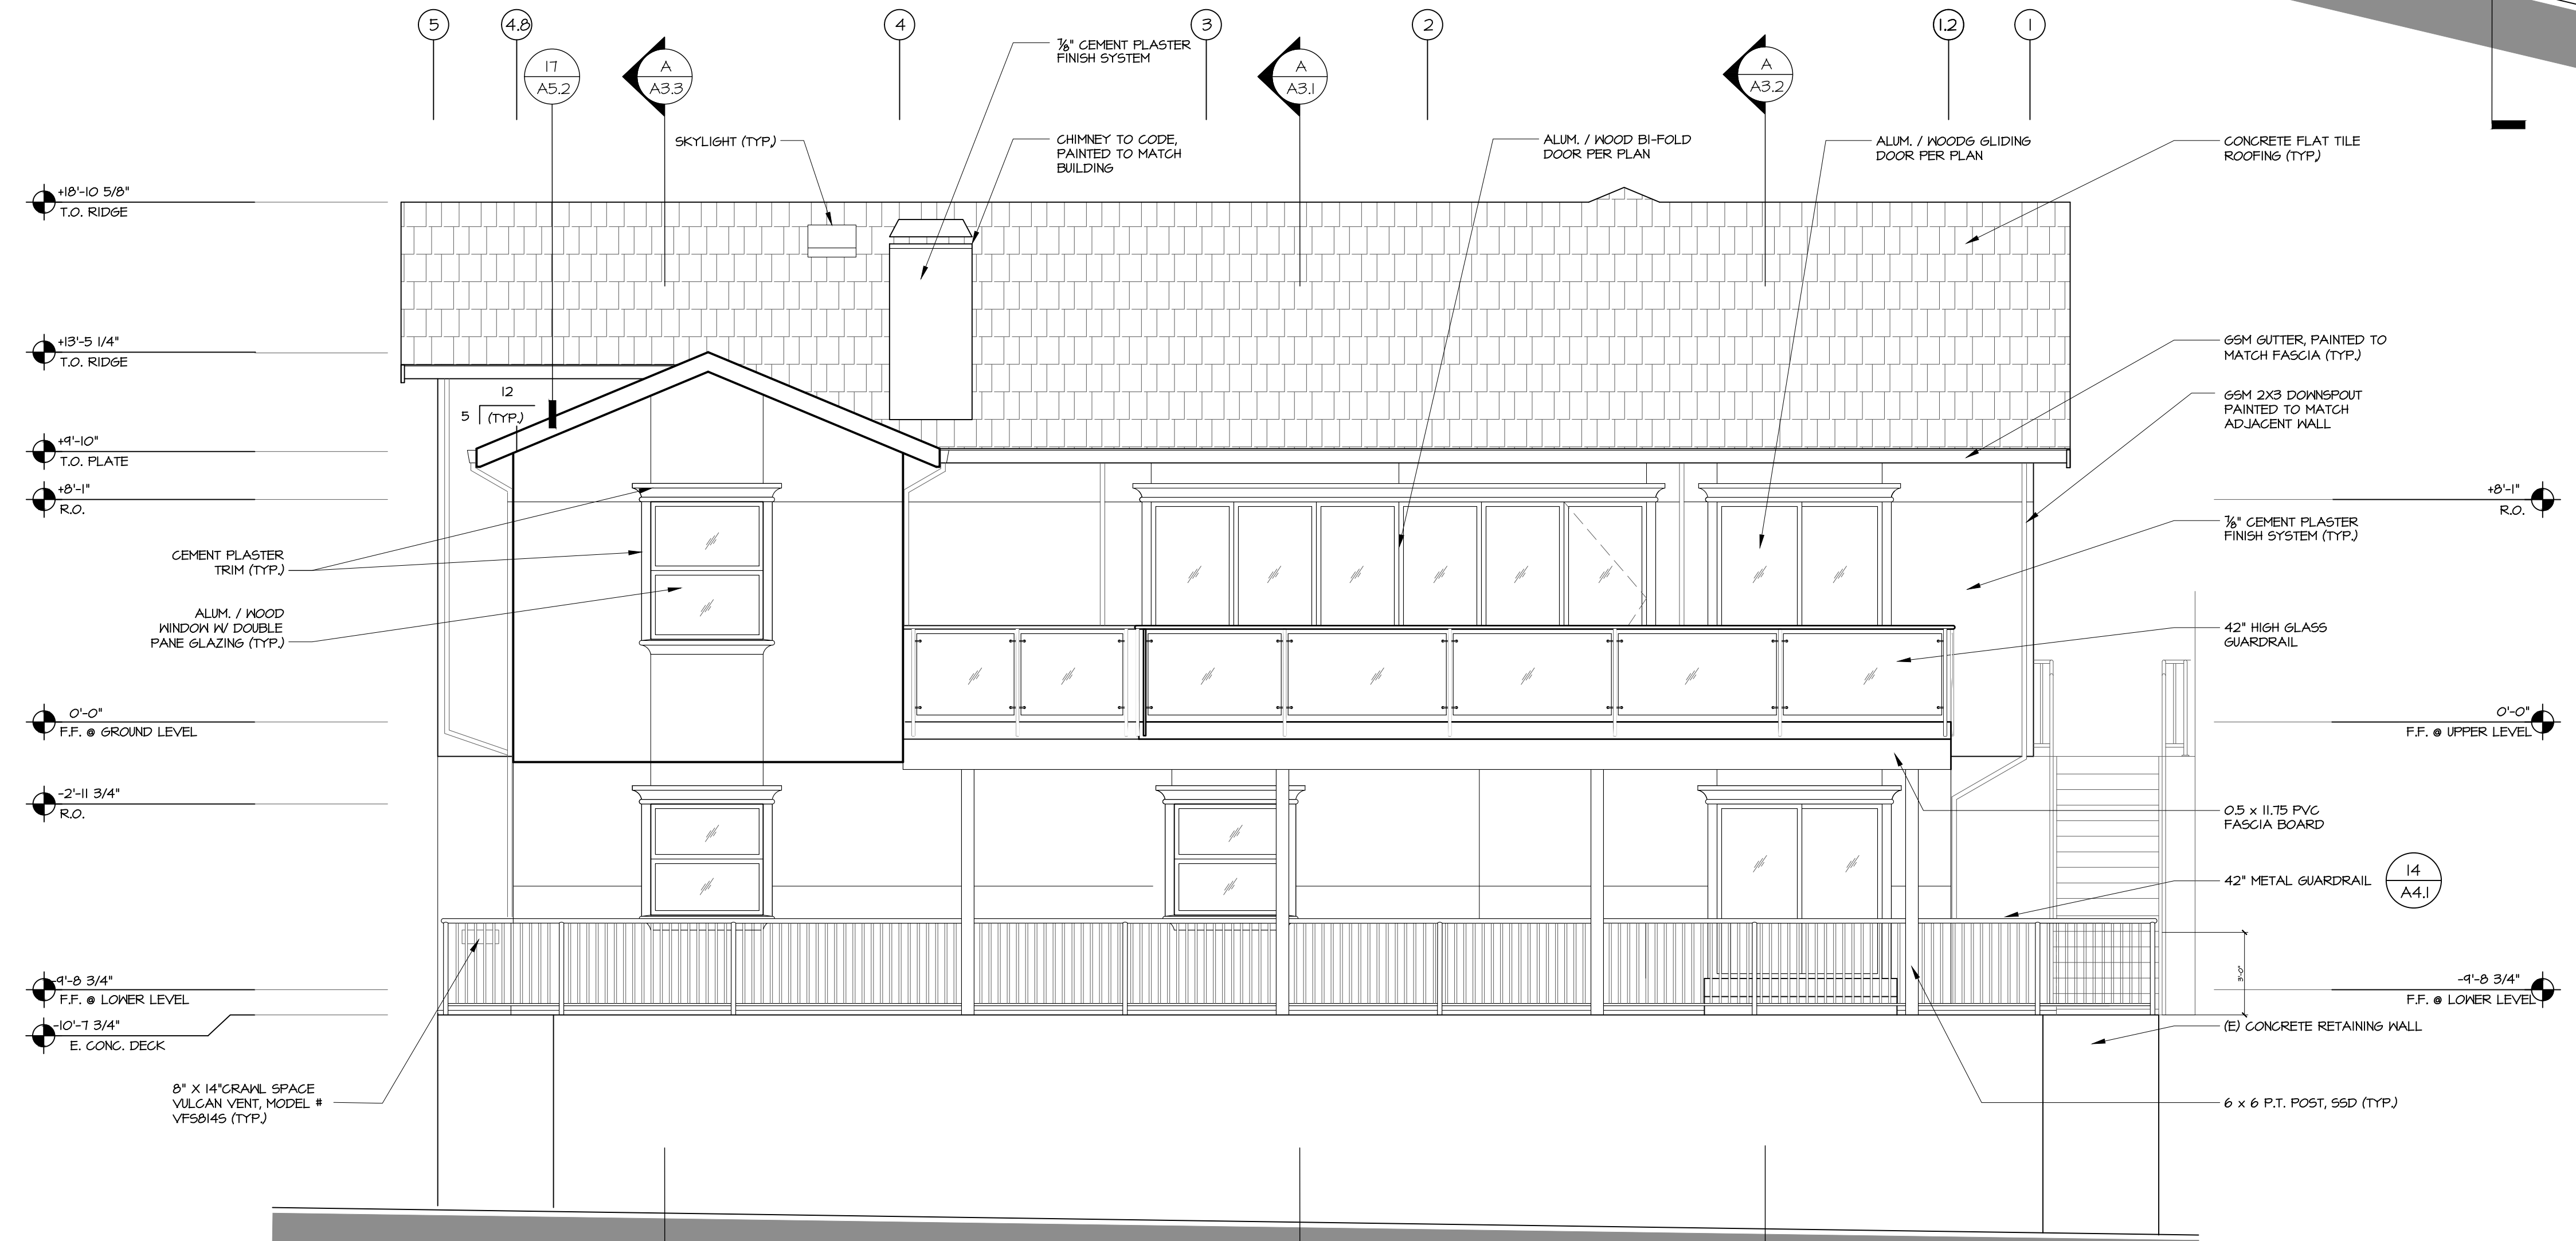 5
4.8
4
3
2
1.2
1
17
A5.2
A
A3.3
A
A3.1
A
A3.2
7/8" CEMENT PLASTER
FINISH SYSTEM
SKYLIGHT (TYP.)
CHIMNEY TO CODE,
PAINTED TO MATCH
BUILDING
ALUM. / WOOD BI-FOLD
DOOR PER PLAN
ALUM. / WOODG GLIDING
DOOR PER PLAN
CONCRETE FLAT TILE
ROOFING (TYP.)
+18'-10 5/8"
T.O. RIDGE
+13'-5 1/4"
T.O. RIDGE
+9'-10"
T.O. PLATE
+8'-1"
R.O.
12
5
(TYP.)
GSM GUTTER, PAINTED TO
MATCH FASCIA (TYP.)
GSM 2X3 DOWNSPOUT
PAINTED TO MATCH
ADJACENT WALL
+8'-1"
R.O.
7/8" CEMENT PLASTER
FINISH SYSTEM (TYP.)
CEMENT PLASTER
TRIM (TYP.)
ALUM. / WOOD
WINDOW W/ DOUBLE
PANE GLAZING (TYP.)
42" HIGH GLASS
GUARDRAIL
0'-0"
F.F. @ GROUND LEVEL
0'-0"
F.F. @ UPPER LEVEL
-2'-11 3/4"
R.O.
0.5 x 11.75 PVC
FASCIA BOARD
42" METAL GUARDRAIL
14
A4.1
3'-0"
-9'-8 3/4"
F.F. @ LOWER LEVEL
-9'-8 3/4"
F.F. @ LOWER LEVEL
-10'-7 3/4"
E. CONC. DECK
(E) CONCRETE RETAINING WALL
8" X 14"CRAWL SPACE
VULCAN VENT, MODEL #
VFS814S (TYP.)
6 x 6 P.T. POST, SSD (TYP.)